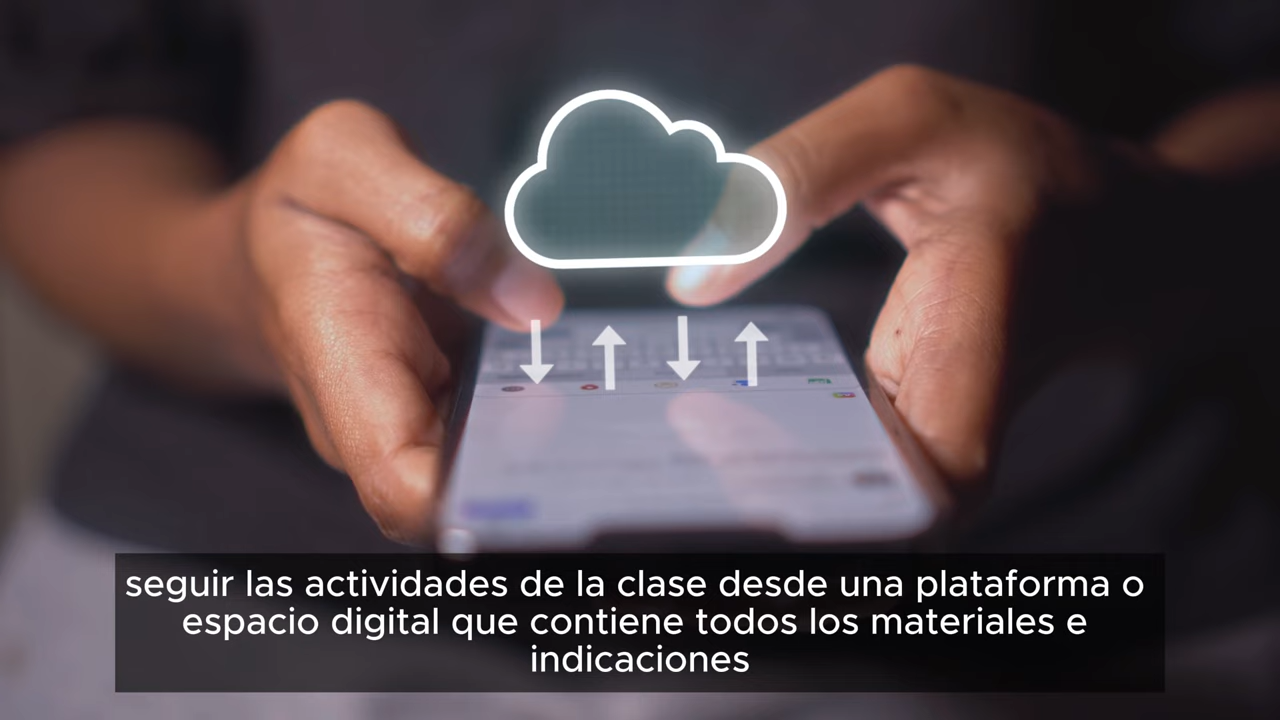 seguir las actividades de la clase desde una plataforma o
espacio digital que contiene todos los materiales e
indicaciones